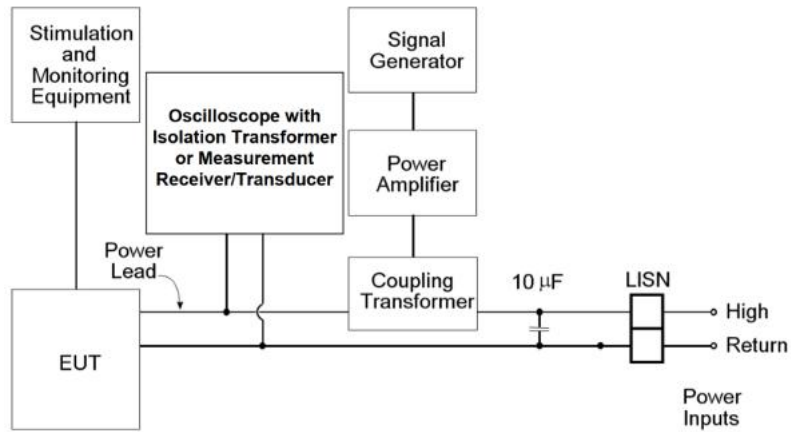 Stimulation
and
Monitoring
Equipment
Oscilloscope with
Isolation Transformer
or Measurement
Receiver/Transducer
Signal
Generator
Power
Amplifier
Power
Lead
Coupling
Transformer
10 µF
LISN
High
Return
EUT
Power
Inputs